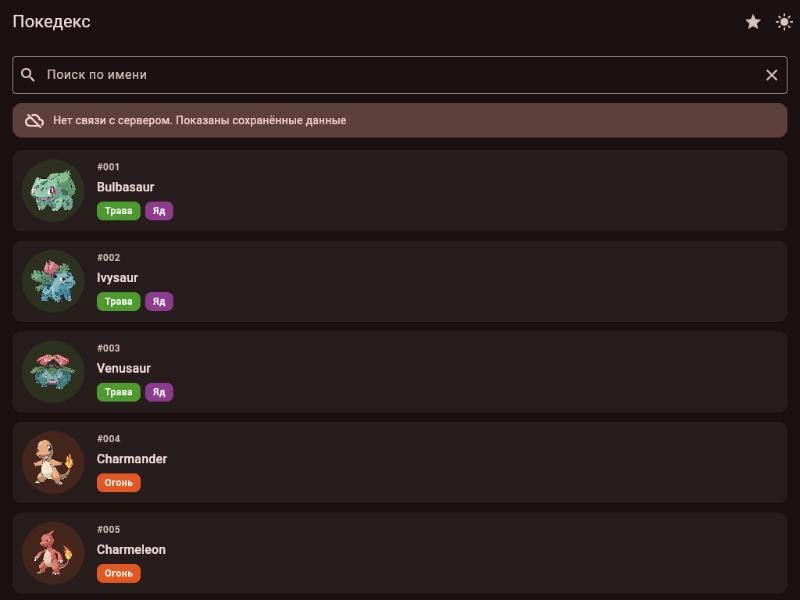 Покедекс
Поиск по имени
Нет связи с сервером. Показаны сохранённые данные
#001
Bulbasaur
Трава Яд
#002
Ivysaur
Трава Яд
#003
Venusaur
Трава Яд
#004
Charmander
Огонь
#005
Charmeleon
Огонь